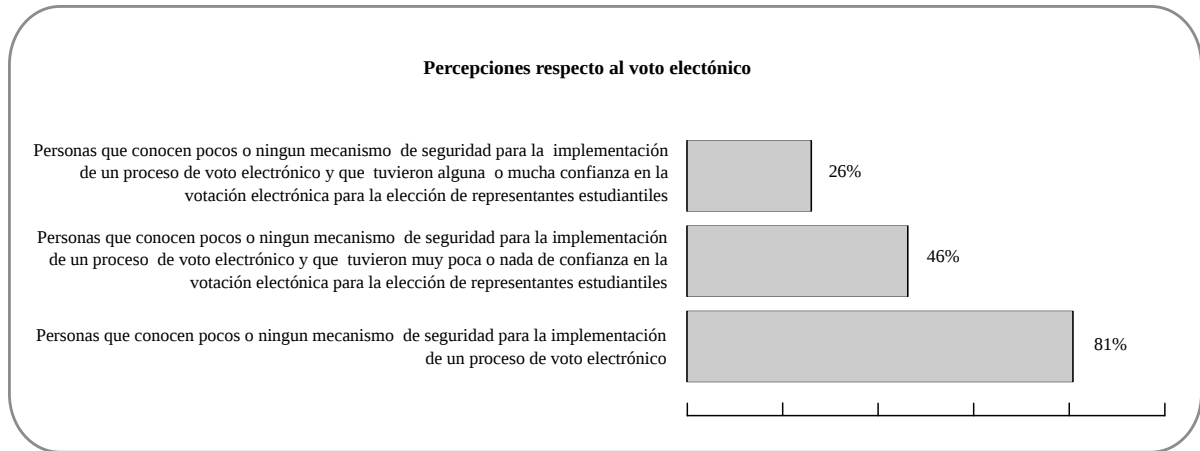 Percepciones respecto al voto electónico
Personas que conocen pocos o ningun mecanismo de seguridad para la implementación
de un proceso de voto electrónico y que tuvieron alguna o mucha confianza en la
votación electrónica para la elección de representantes estudiantiles
26%
Personas que conocen pocos o ningun mecanismo de seguridad para la implementación
de un proceso de voto electrónico y que tuvieron muy poca o nada de confianza en la
votación electónica para la elección de representantes estudiantiles
46%
Personas que conocen pocos o ningun mecanismo de seguridad para la implementación
de un proceso de voto electrónico
81%